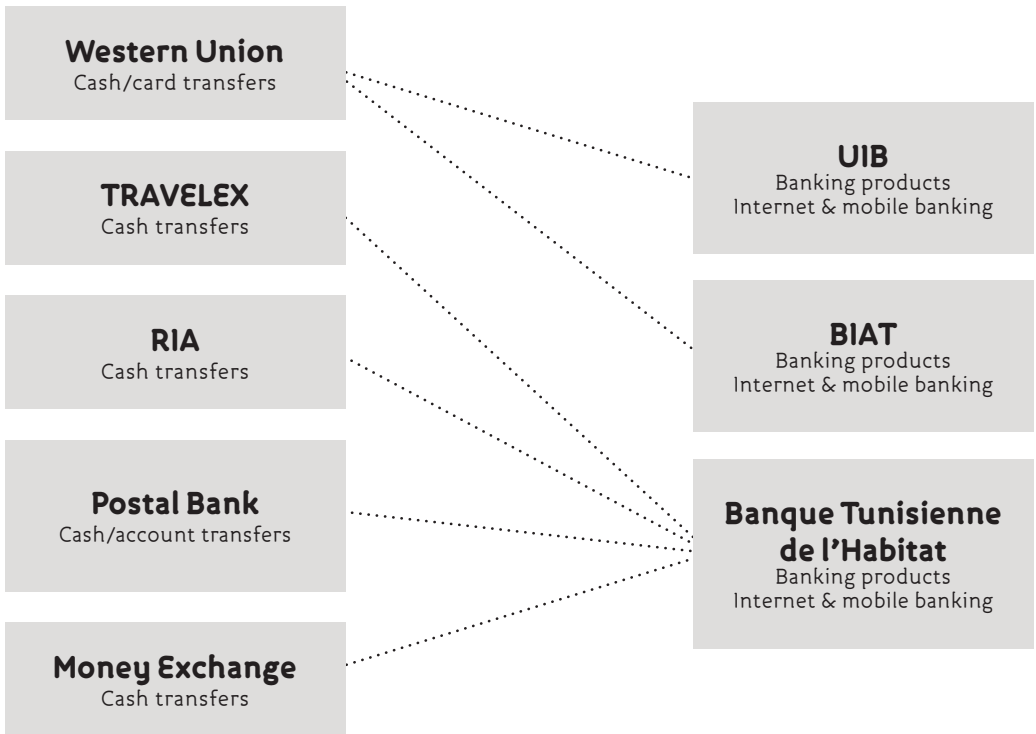 Western Union
Cash/card transfers
TRAVELEX
Cash transfers
RIA
Cash transfers
Postal Bank
Cash/account transfers
Money Exchange
Cash transfers
UIB
Banking products
Internet & mobile banking
BIAT
Banking products
Internet & mobile banking
Banque Tunisienne
de l’Habitat
Banking products
Internet & mobile banking